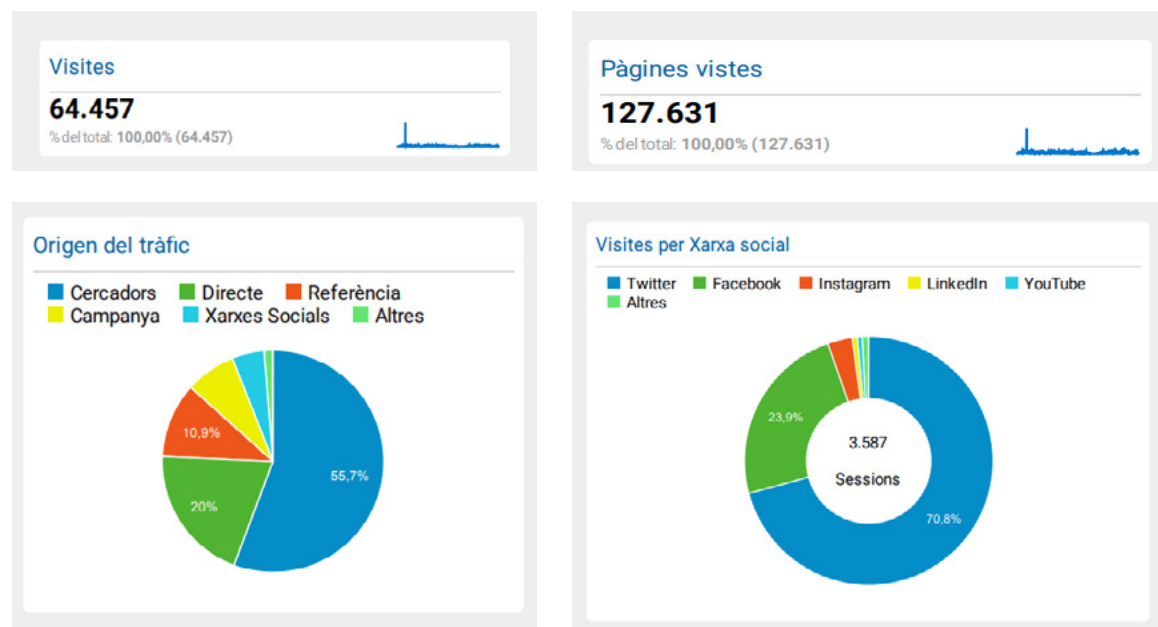 Visites
64.457
% del total: 100,00% (64.457)
Pàgines vistes
127.631
% del total: 100,00% (127.631)
Origen del tràfic
Cercadors Directe Referència
Campanya Xarxes Socials Altres
10,9%
55,7%
20%
Visites per Xarxa social
Twitter Facebook Instagram LinkedIn YouTube
Altres
23,9%
3.587
Sessions
70,8%